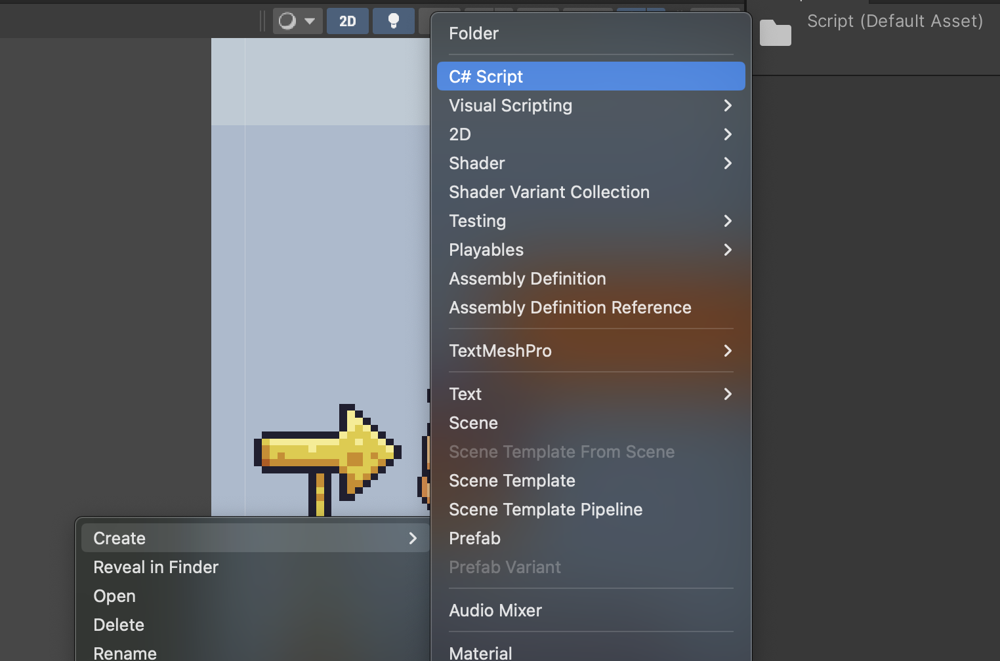 2D
Script (Default Asset)
Folder
C# Script
Visual Scripting
2D
Shader
Shader Variant Collection
Testing
Playables
Assembly Definition
Assembly Definition Reference
TextMeshPro
Text
Scene
Scene Template From Scene
Scene Template
Scene Template Pipeline
Prefab
Prefab Variant
Audio Mixer
Material
Create
Reveal in Finder
Open
Delete
Rename